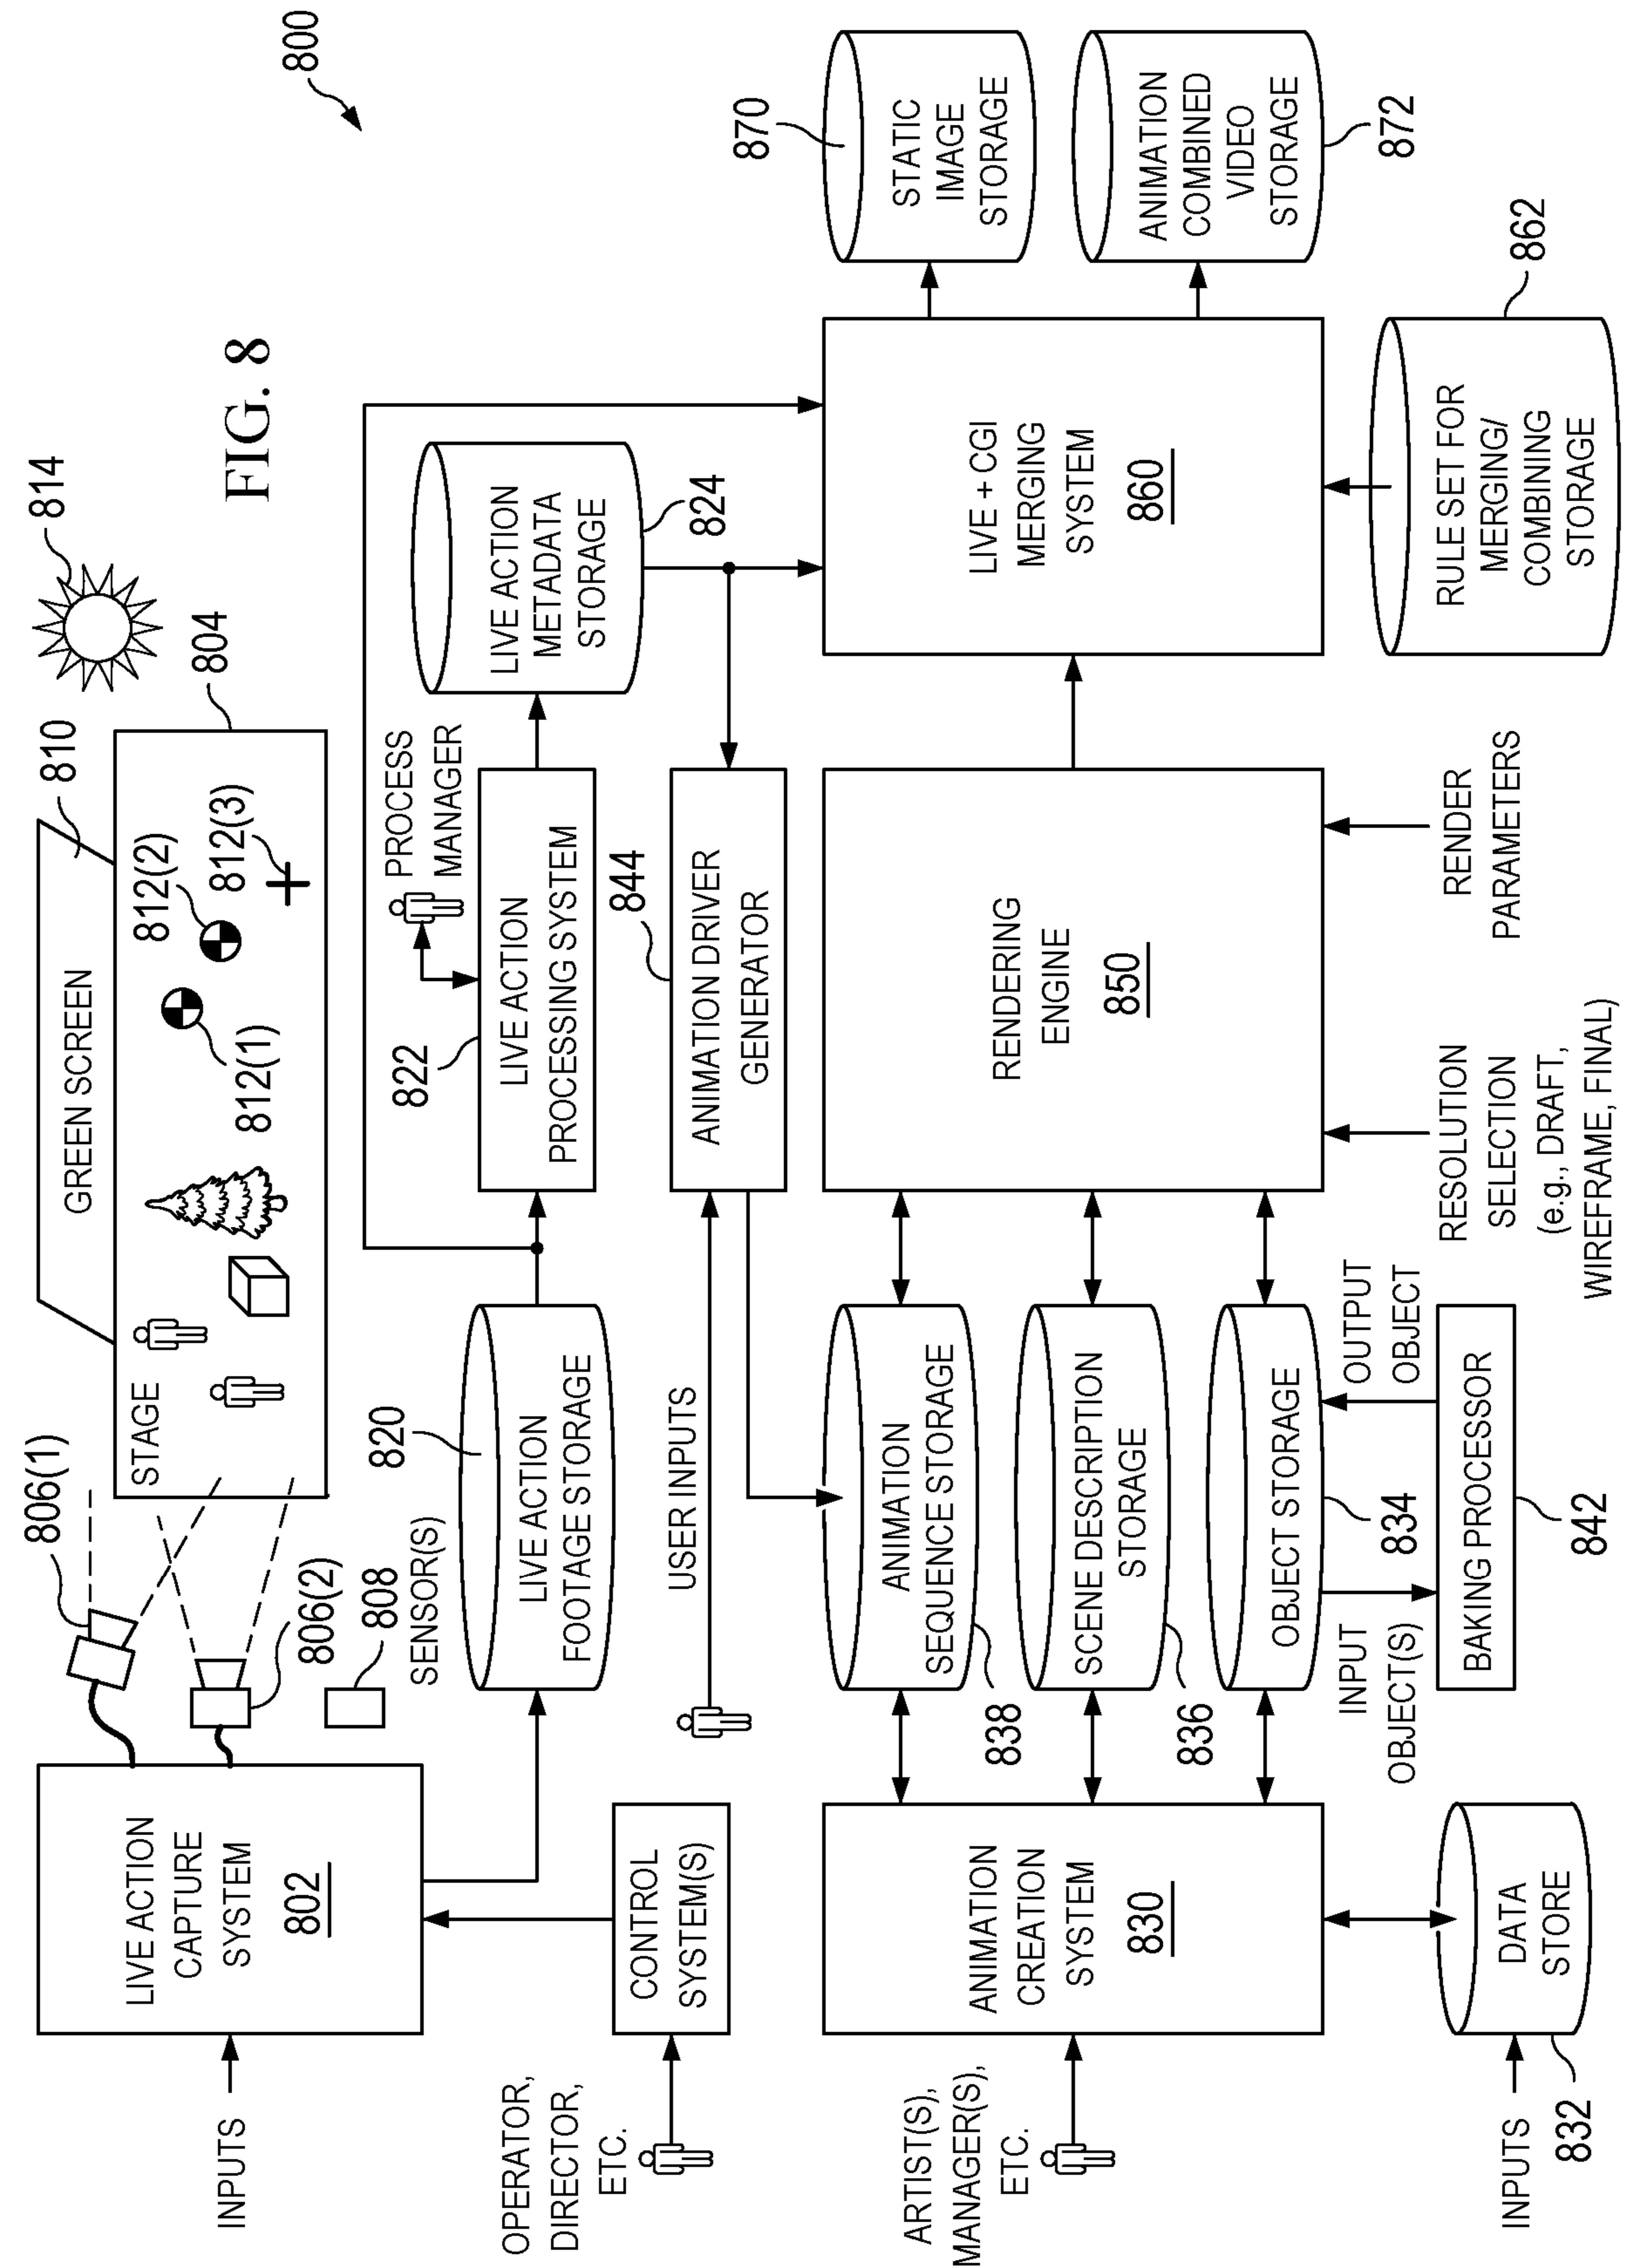 800
FIG. 8
814
804
810
GREEN SCREEN
812(2)
812(3)
812(1)
STAGE
806(1)
806(2)
808
SENSOR(S)
LIVE ACTION
CAPTURE
SYSTEM
802
INPUTS
OPERATOR,
DIRECTOR,
ETC.
CONTROL
SYSTEM(S)
820
LIVE ACTION
FOOTAGE STORAGE
822
LIVE ACTION
PROCESSING SYSTEM
PROCESS
MANAGER
LIVE ACTION
METADATA
STORAGE
824
USER INPUTS
844
ANIMATION DRIVER
GENERATOR
ARTIST(S),
MANAGER(S),
ETC.
ANIMATION
CREATION
SYSTEM
830
ANIMATION
SEQUENCE STORAGE
838
SCENE DESCRIPTION
STORAGE
836
OBJECT STORAGE
834
INPUT
OBJECT(S)
OUTPUT
OBJECT
BAKING PROCESSOR
842
INPUTS
832
DATA
STORE
RENDERING
ENGINE
850
RESOLUTION
SELECTION
(e.g., DRAFT,
WIREFRAME, FINAL)
RENDER
PARAMETERS
LIVE + CGI
MERGING
SYSTEM
860
RULE SET FOR
MERGING/
COMBINING
STORAGE
862
870
STATIC
IMAGE
STORAGE
ANIMATION
COMBINED
VIDEO
STORAGE
872